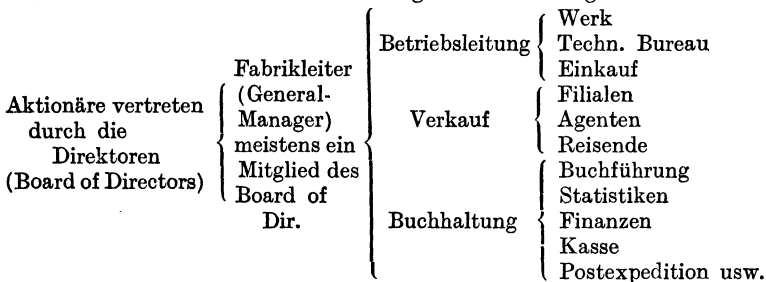 Aktionäre vertreten
durch die
Direktoren
(Board of Directors)
Fabrikleiter
(General-
Manager)
meistens ein
Mitglied des
Board of
Dir.
Betriebsleitung
Werk
Techn. Bureau
Einkauf
Verkauf
Filialen
Agenten
Reisende
Buchhaltung
Buchführung
Statistiken
Finanzen
Kasse
Postexpedition usw.